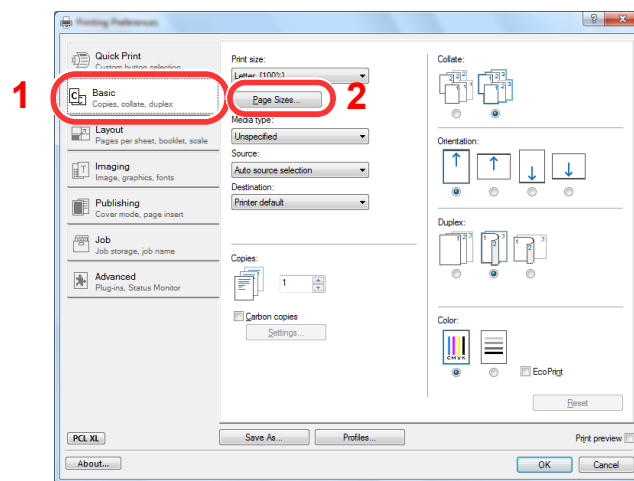 Printing Preferences
?
X
Quick Print
Custom button selection
1
Basic
Copies, collate, duplex
Layout
Pages per sheet, booklet, scale
Imaging
Image, graphics, fonts
Publishing
Cover mode, page insert
Job
Job storage, job name
Advanced
Plug-ins, Status Monitor
Print size:
Letter [100%]
Page Sizes...
2
Media type:
Unspecified
Source:
Auto source selection
Destination:
Printer default
Copies:
1
Carbon copies
Settings...
Collate:
Orientation:
Duplex:
Color:
CMYK
EcoPrint
Reset
PCL XL
Save As...
Profiles...
Print preview
About...
OK
Cancel